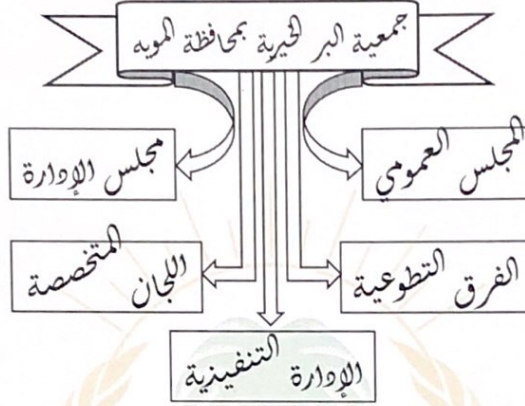 جمعية البر الخيرية بمحافظة المويه
المجلس العمومي
مجلس الإدارة
الفرق التطوعية
اللجان المتخصصة
الإدارة التنفيذية